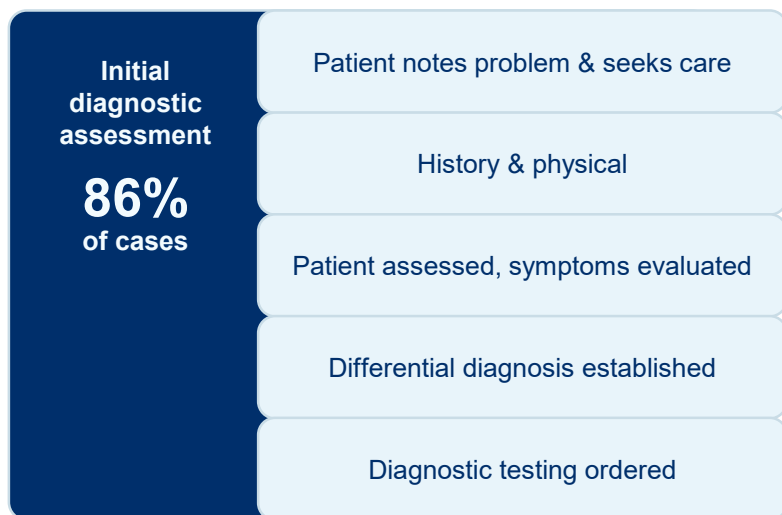 Initial
diagnostic
assessment
86%
of cases
Patient notes problem & seeks care
History & physical
Patient assessed, symptoms evaluated
Differential diagnosis established
Diagnostic testing ordered